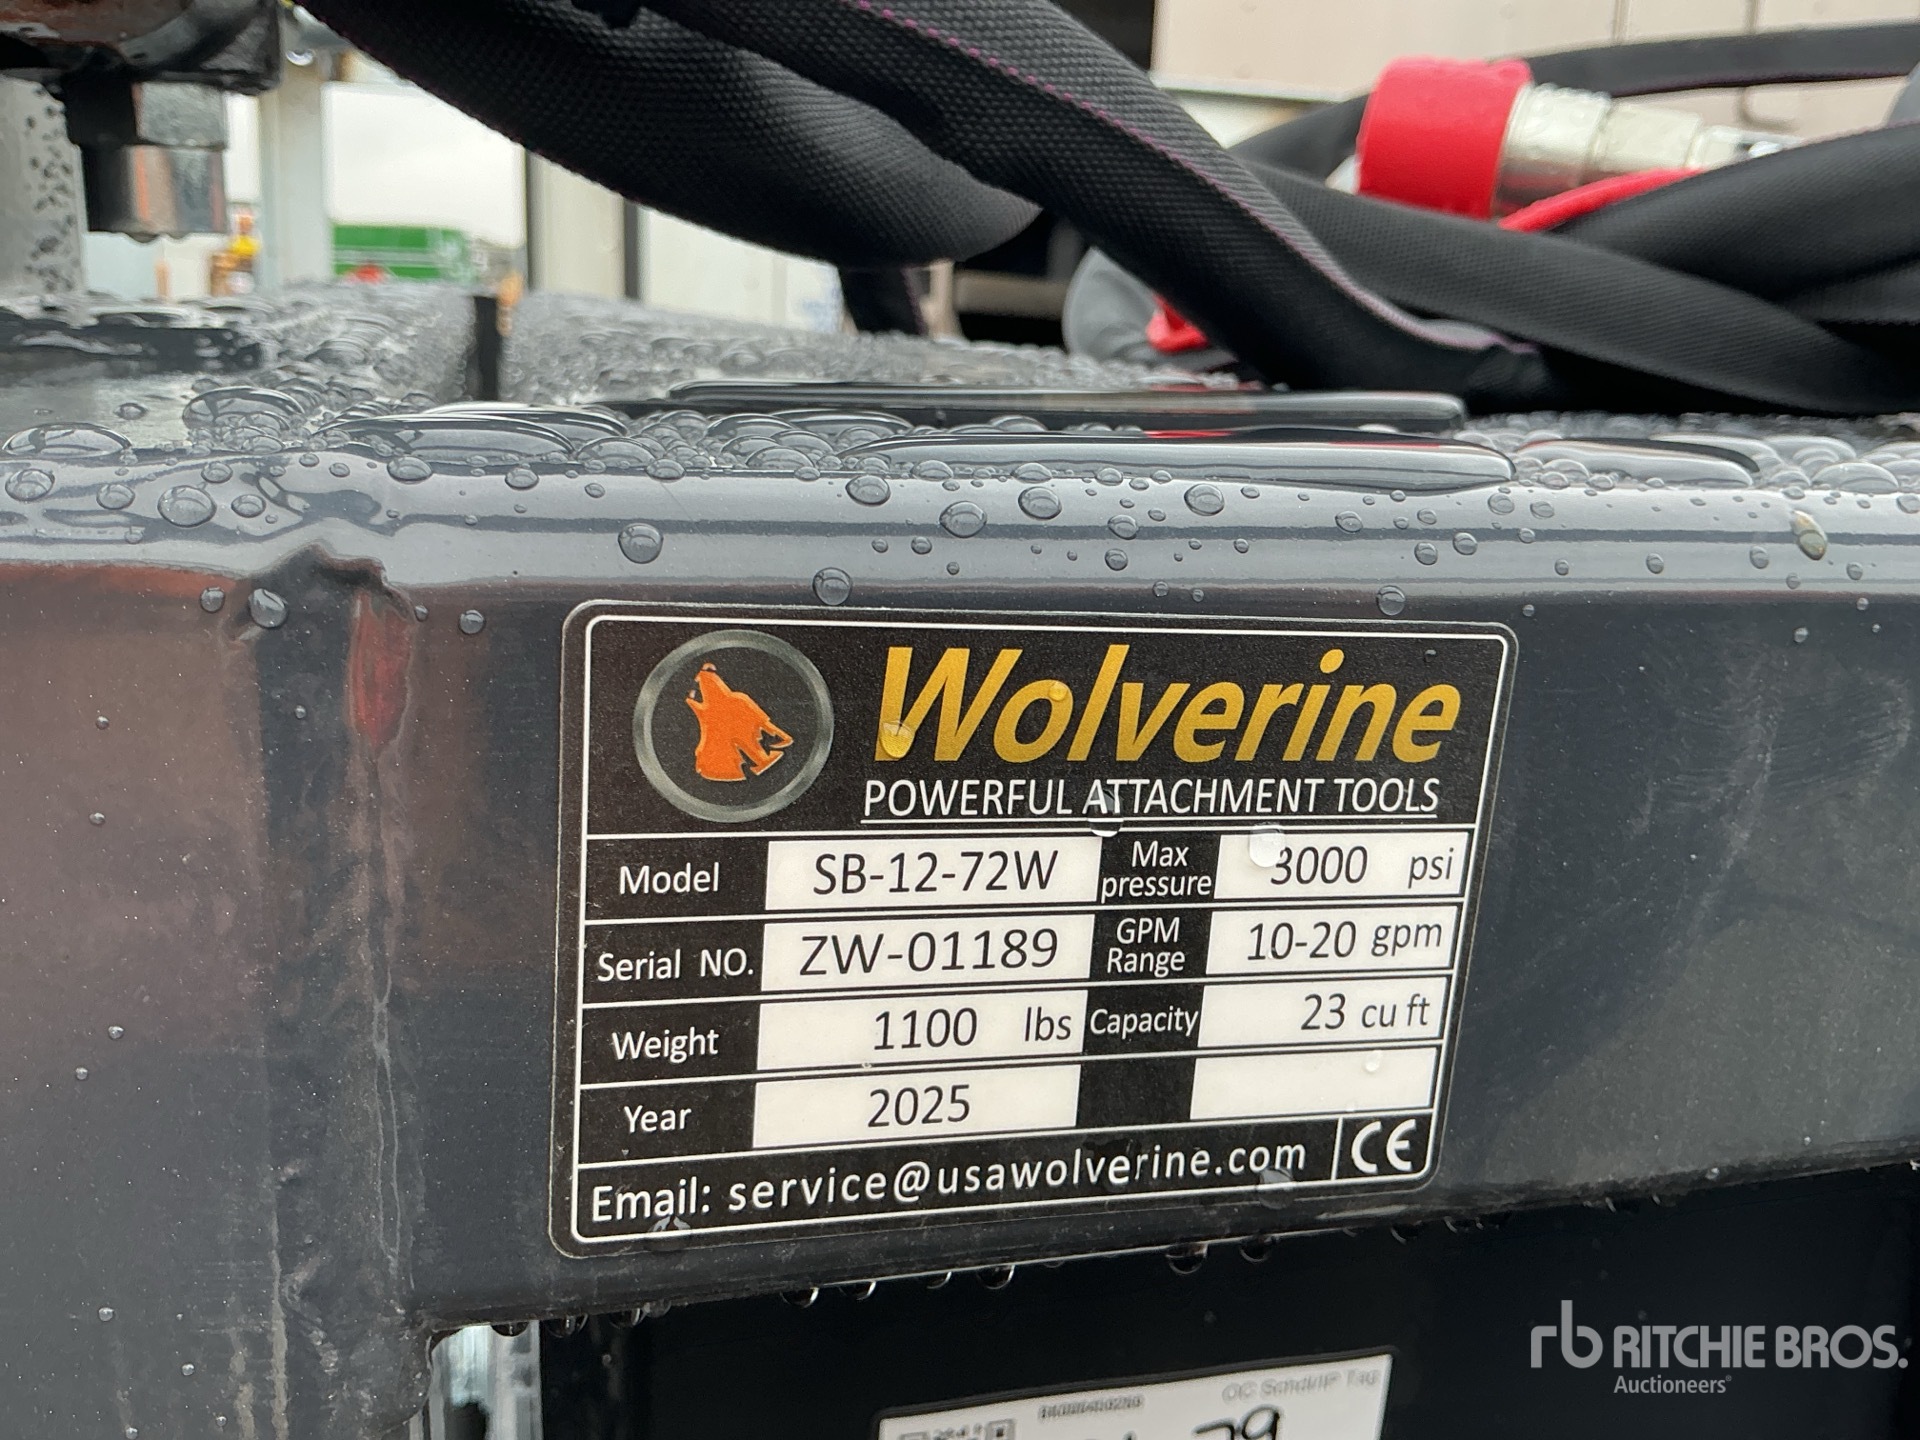 Wolverine
POWERFUL ATTACHMENT TOOLS
Model SB-12-72W Max pressure 3000 psi
Serial NO. ZW-01189 GPM Range 10-20 gpm
Weight 1100 lbs Capacity 23 cu ft
Year 2025
Email: service@usawolverine.com CE
rb RITCHIE BROS.
Auctioneers
79